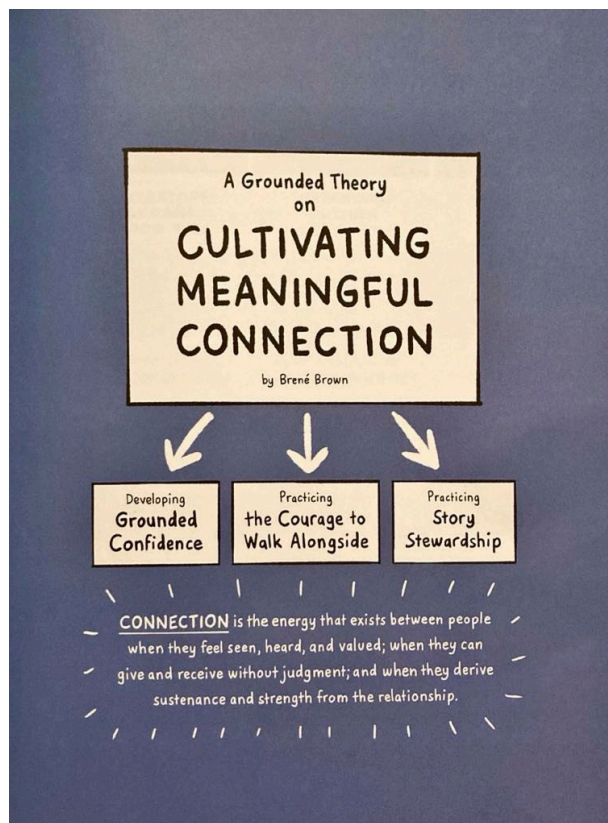 A Grounded Theory
on
CULTIVATING
MEANINGFUL
CONNECTION
by Brené Brown
Developing
Grounded
Confidence
Practicing
the Courage to
Walk Alongside
Practicing
Story
Stewardship
CONNECTION is the energy that exists between people
when they feel seen, heard, and valued; when they can
give and receive without judgment; and when they derive
sustenance and strength from the relationship.